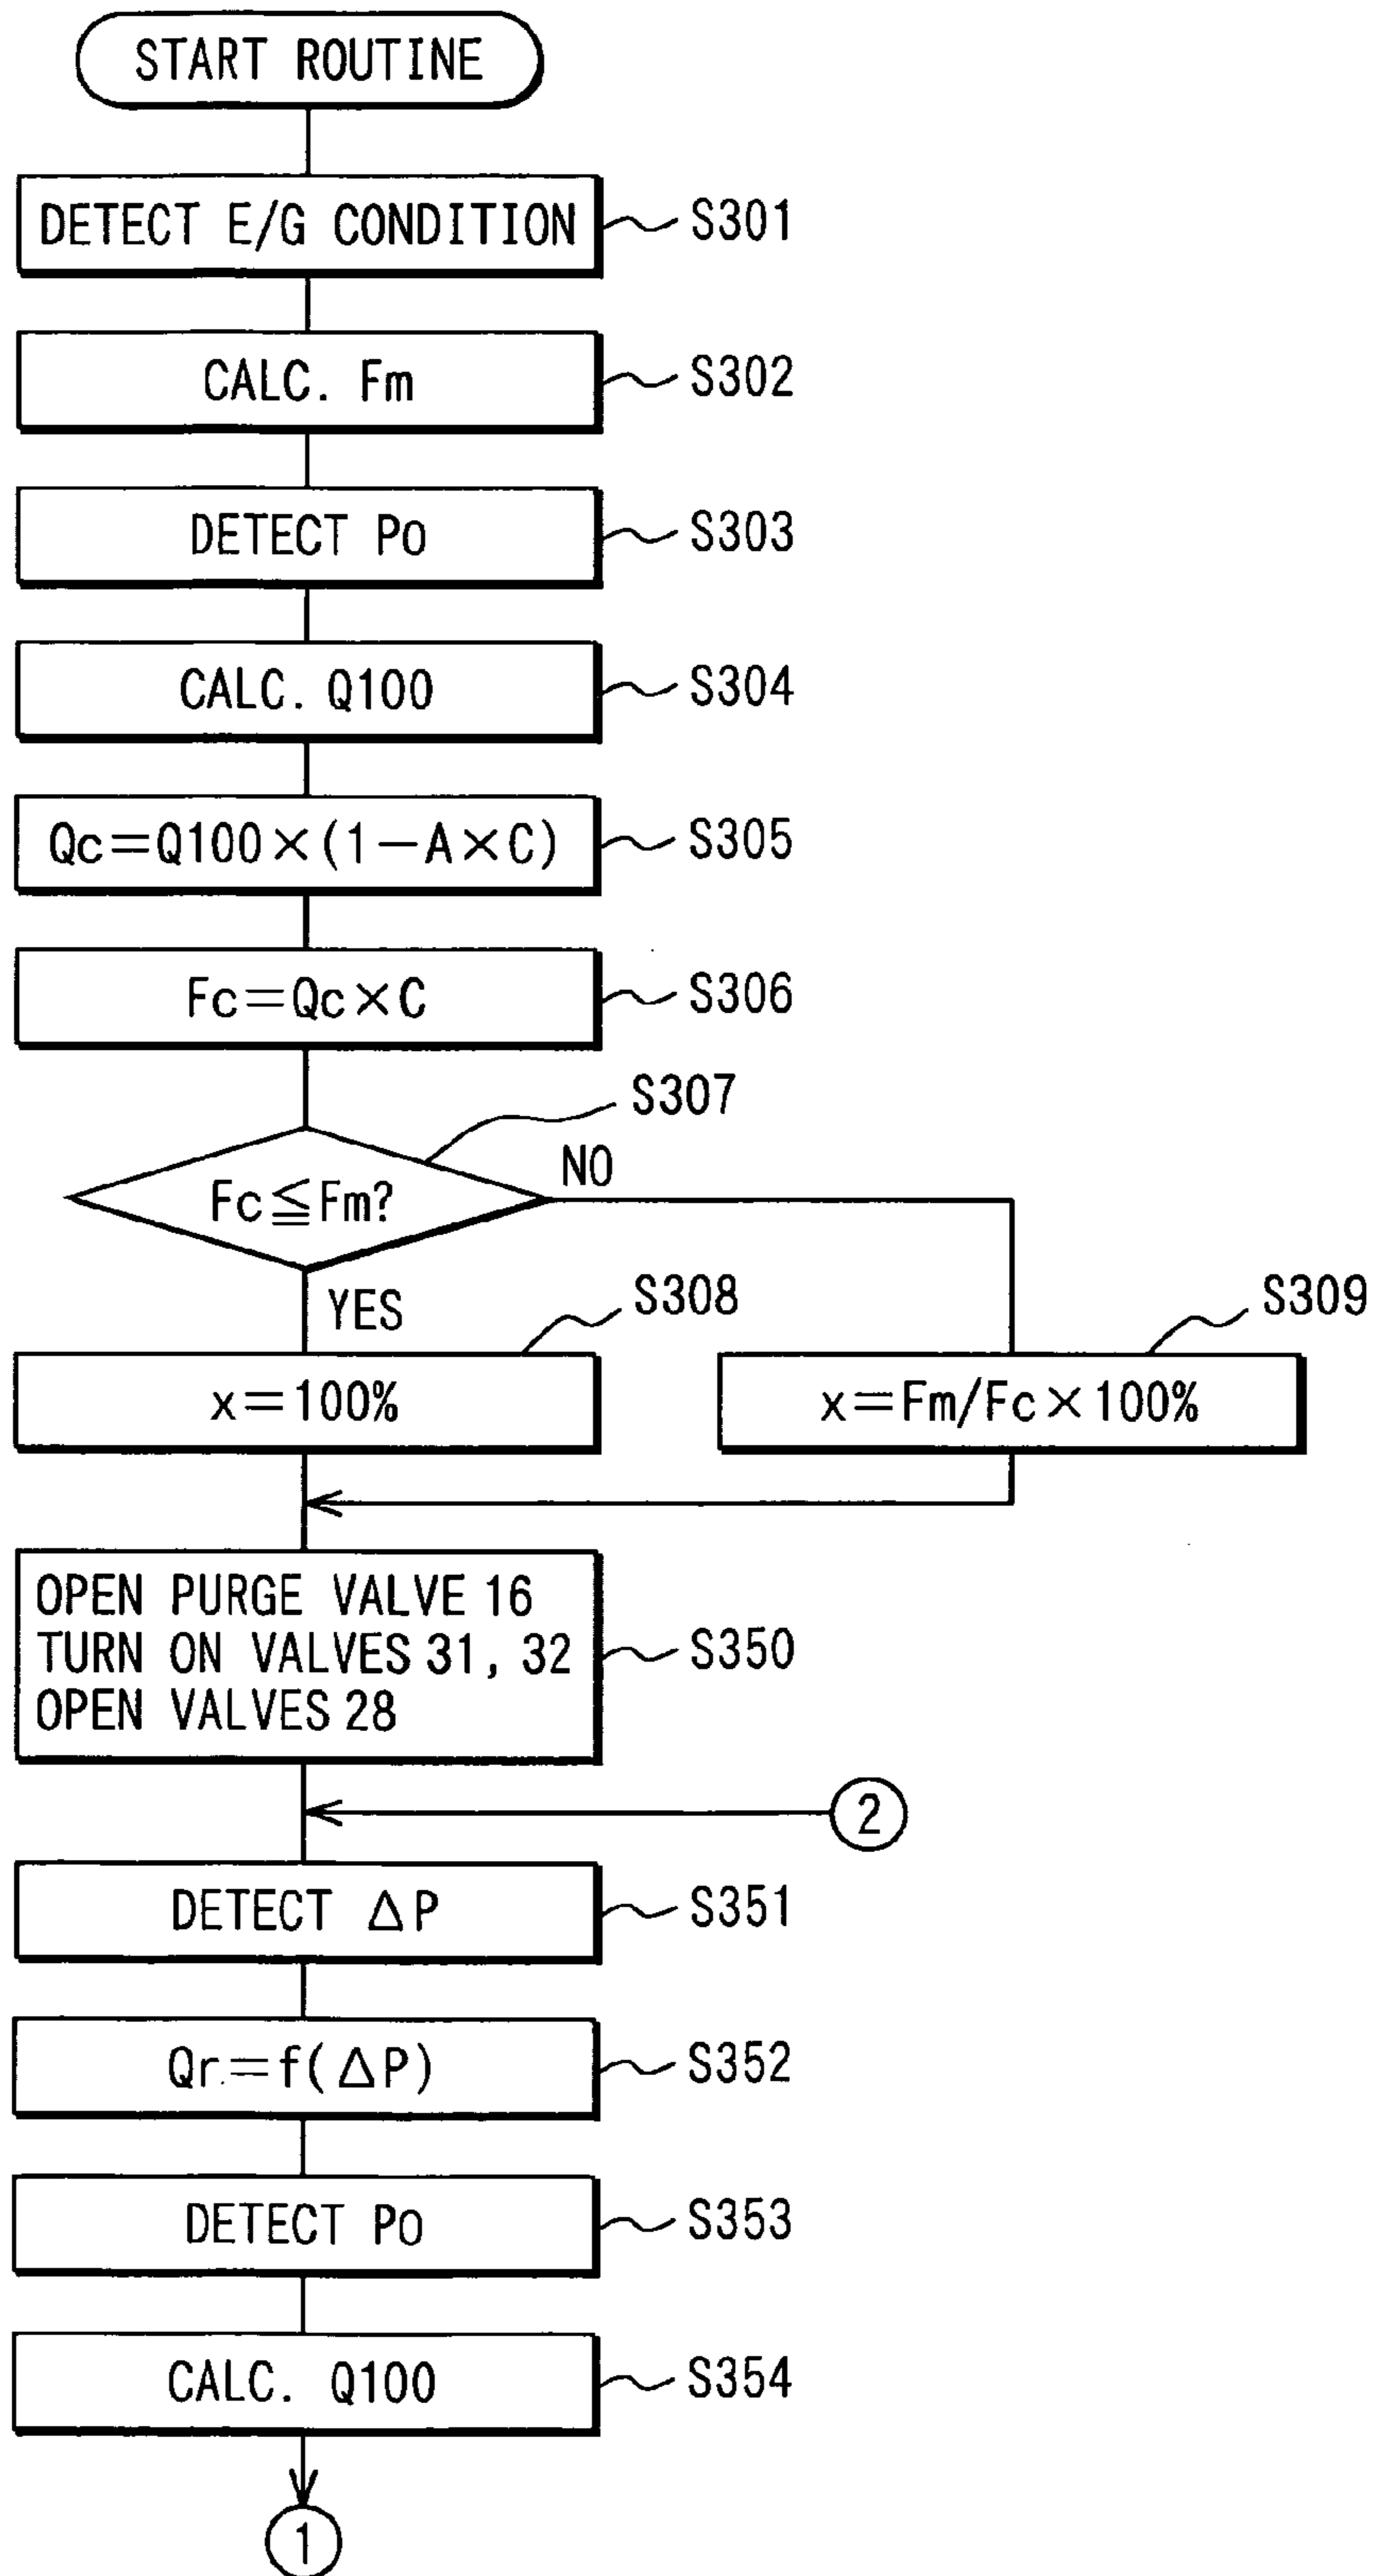 START ROUTINE
DETECT E/G CONDITION
S301
CALC. Fm
S302
DETECT Po
S303
CALC. Q100
S304
Qc=Q100×(1-A×C)
S305
Fc=Qc×C
S306
S307
Fc≦Fm?
NO
YES
S308
S309
x=100%
x=Fm/Fc×100%
OPEN PURGE VALVE 16
TURN ON VALVES 31, 32
OPEN VALVES 28
S350
2
DETECT ΔP
S351
Qr=f(ΔP)
S352
DETECT Po
S353
CALC. Q100
S354
1